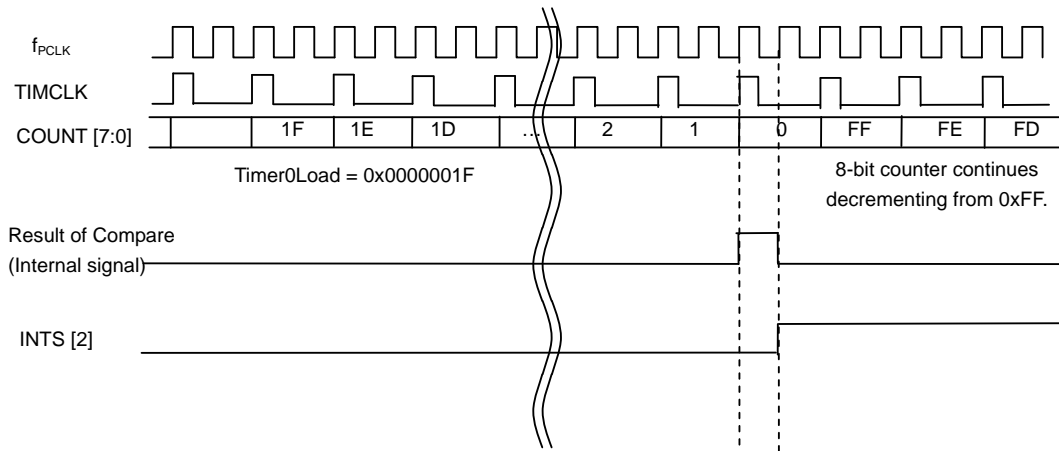 fPCLK
TIMCLK
COUNT [7:0] 1F 1E 1D ... 2 1 0 FF FE FD
Timer0Load = 0x0000001F
8-bit counter continues
decrementing from 0xFF.
Result of Compare
(Internal signal)
INTS [2]